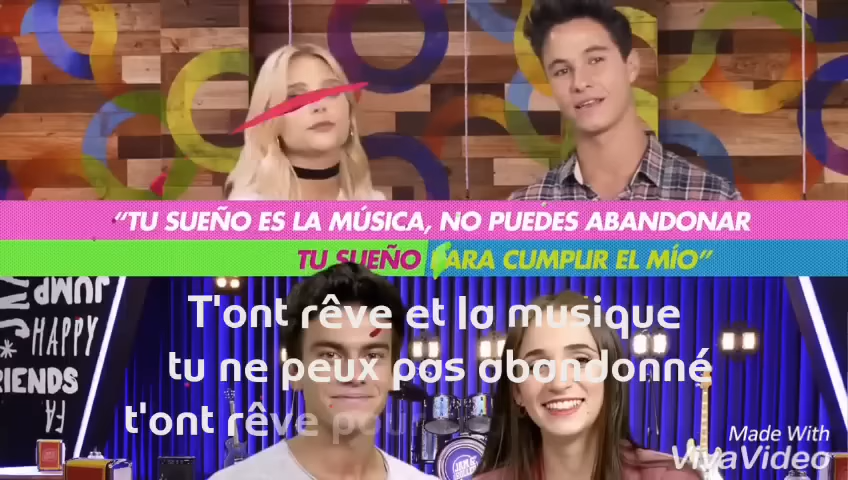 “TU SUEÑO ES LA MÚSICA, NO PUEDES ABANDONAR
TU SUEÑO PARA CUMPLIR EL MÍO”
JUMP
HAPPY
FRIENDS
T'ont rêve et la musique
tu ne peux pas abandonné
t'ont rêve pour
Made With
VivaVideo